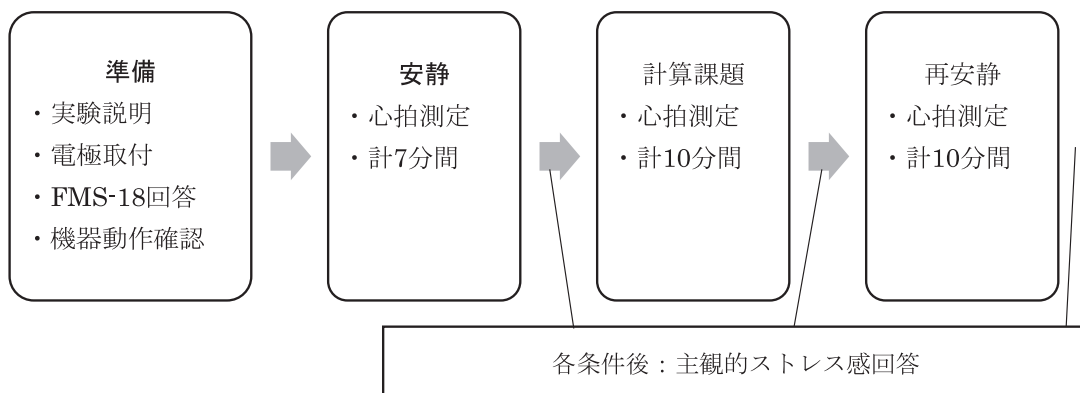 準備
・実験説明
・電極取付
・FMS-18回答
・機器動作確認
安静
・心拍測定
・計7分間
計算課題
・心拍測定
・計10分間
再安静
・心拍測定
・計10分間
各条件後：主観的ストレス感回答